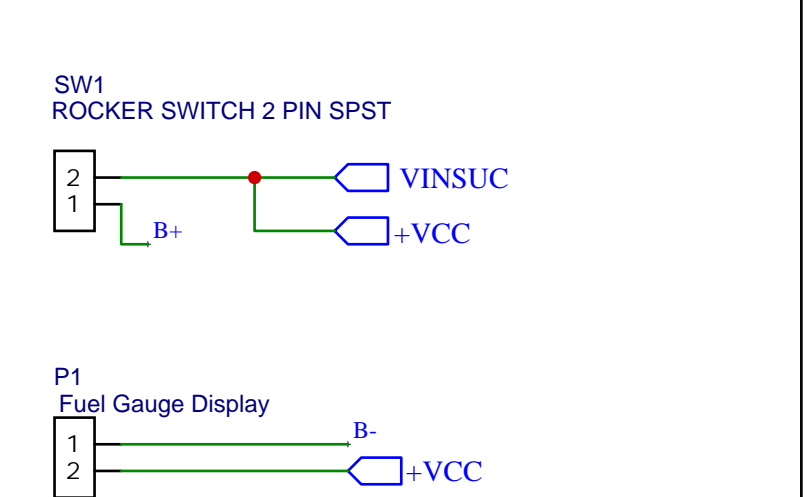 SW1
ROCKER SWITCH 2 PIN SPST
2 VINSUC
1
B+ +VCC
P1
Fuel Gauge Display
1 B-
2 +VCC